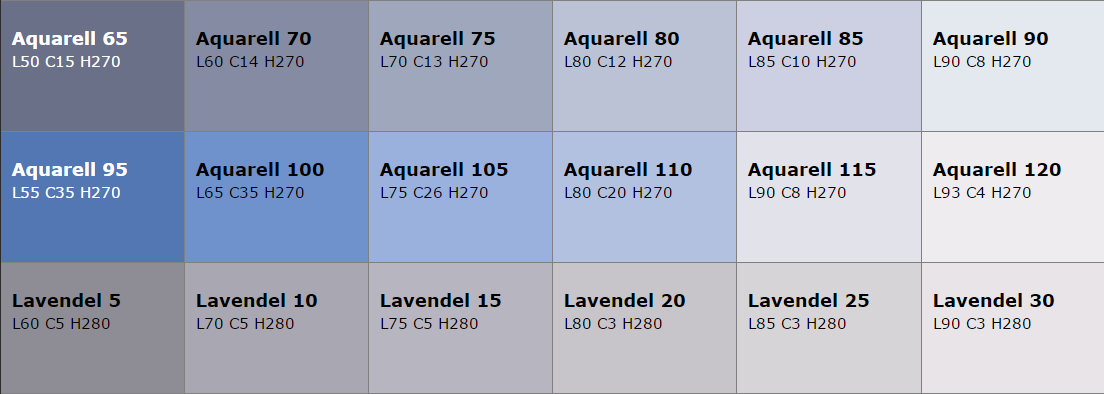 Aquarell 65
L50 C15 H270
Aquarell 70
L60 C14 H270
Aquarell 75
L70 C13 H270
Aquarell 80
L80 C12 H270
Aquarell 85
L85 C10 H270
Aquarell 90
L90 C8 H280
Aquarell 95
L55 C35 H270
Aquarell 100
L65 C35 H270
Aquarell 105
L75 C26 H270
Aquarell 110
L80 C20 H270
Aquarell 115
L90 C8 H270
Aquarell 120
L93 C4 H270
Lavendel 5
L60 C5 H280
Lavendel 10
L70 C5 H280
Lavendel 15
L75 C5 H280
Lavendel 20
L80 C3 H280
Lavendel 25
L85 C3 H280
Lavendel 30
L90 C3 H280